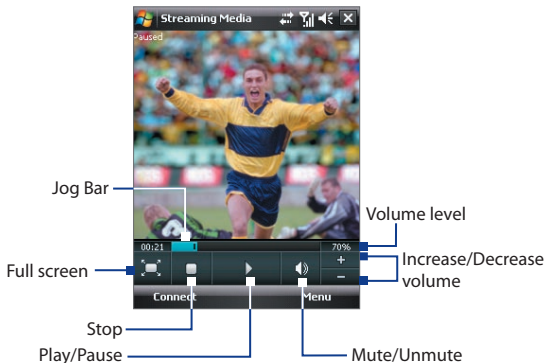 Streaming Media
Paused
Jog Bar
Volume level
00:21
70%
Full screen
Increase/Decrease
volume
Connect
Menu
Stop
Play/Pause
Mute/Unmute